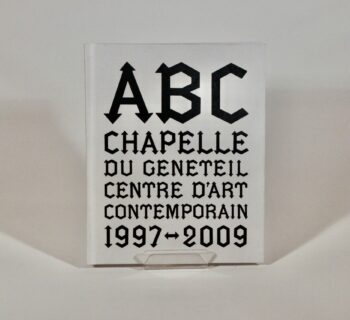 ABC
CHAPELLE
DU GENETEIL
CENTRE D'ART
CONTEMPORAIN
1997↔2009